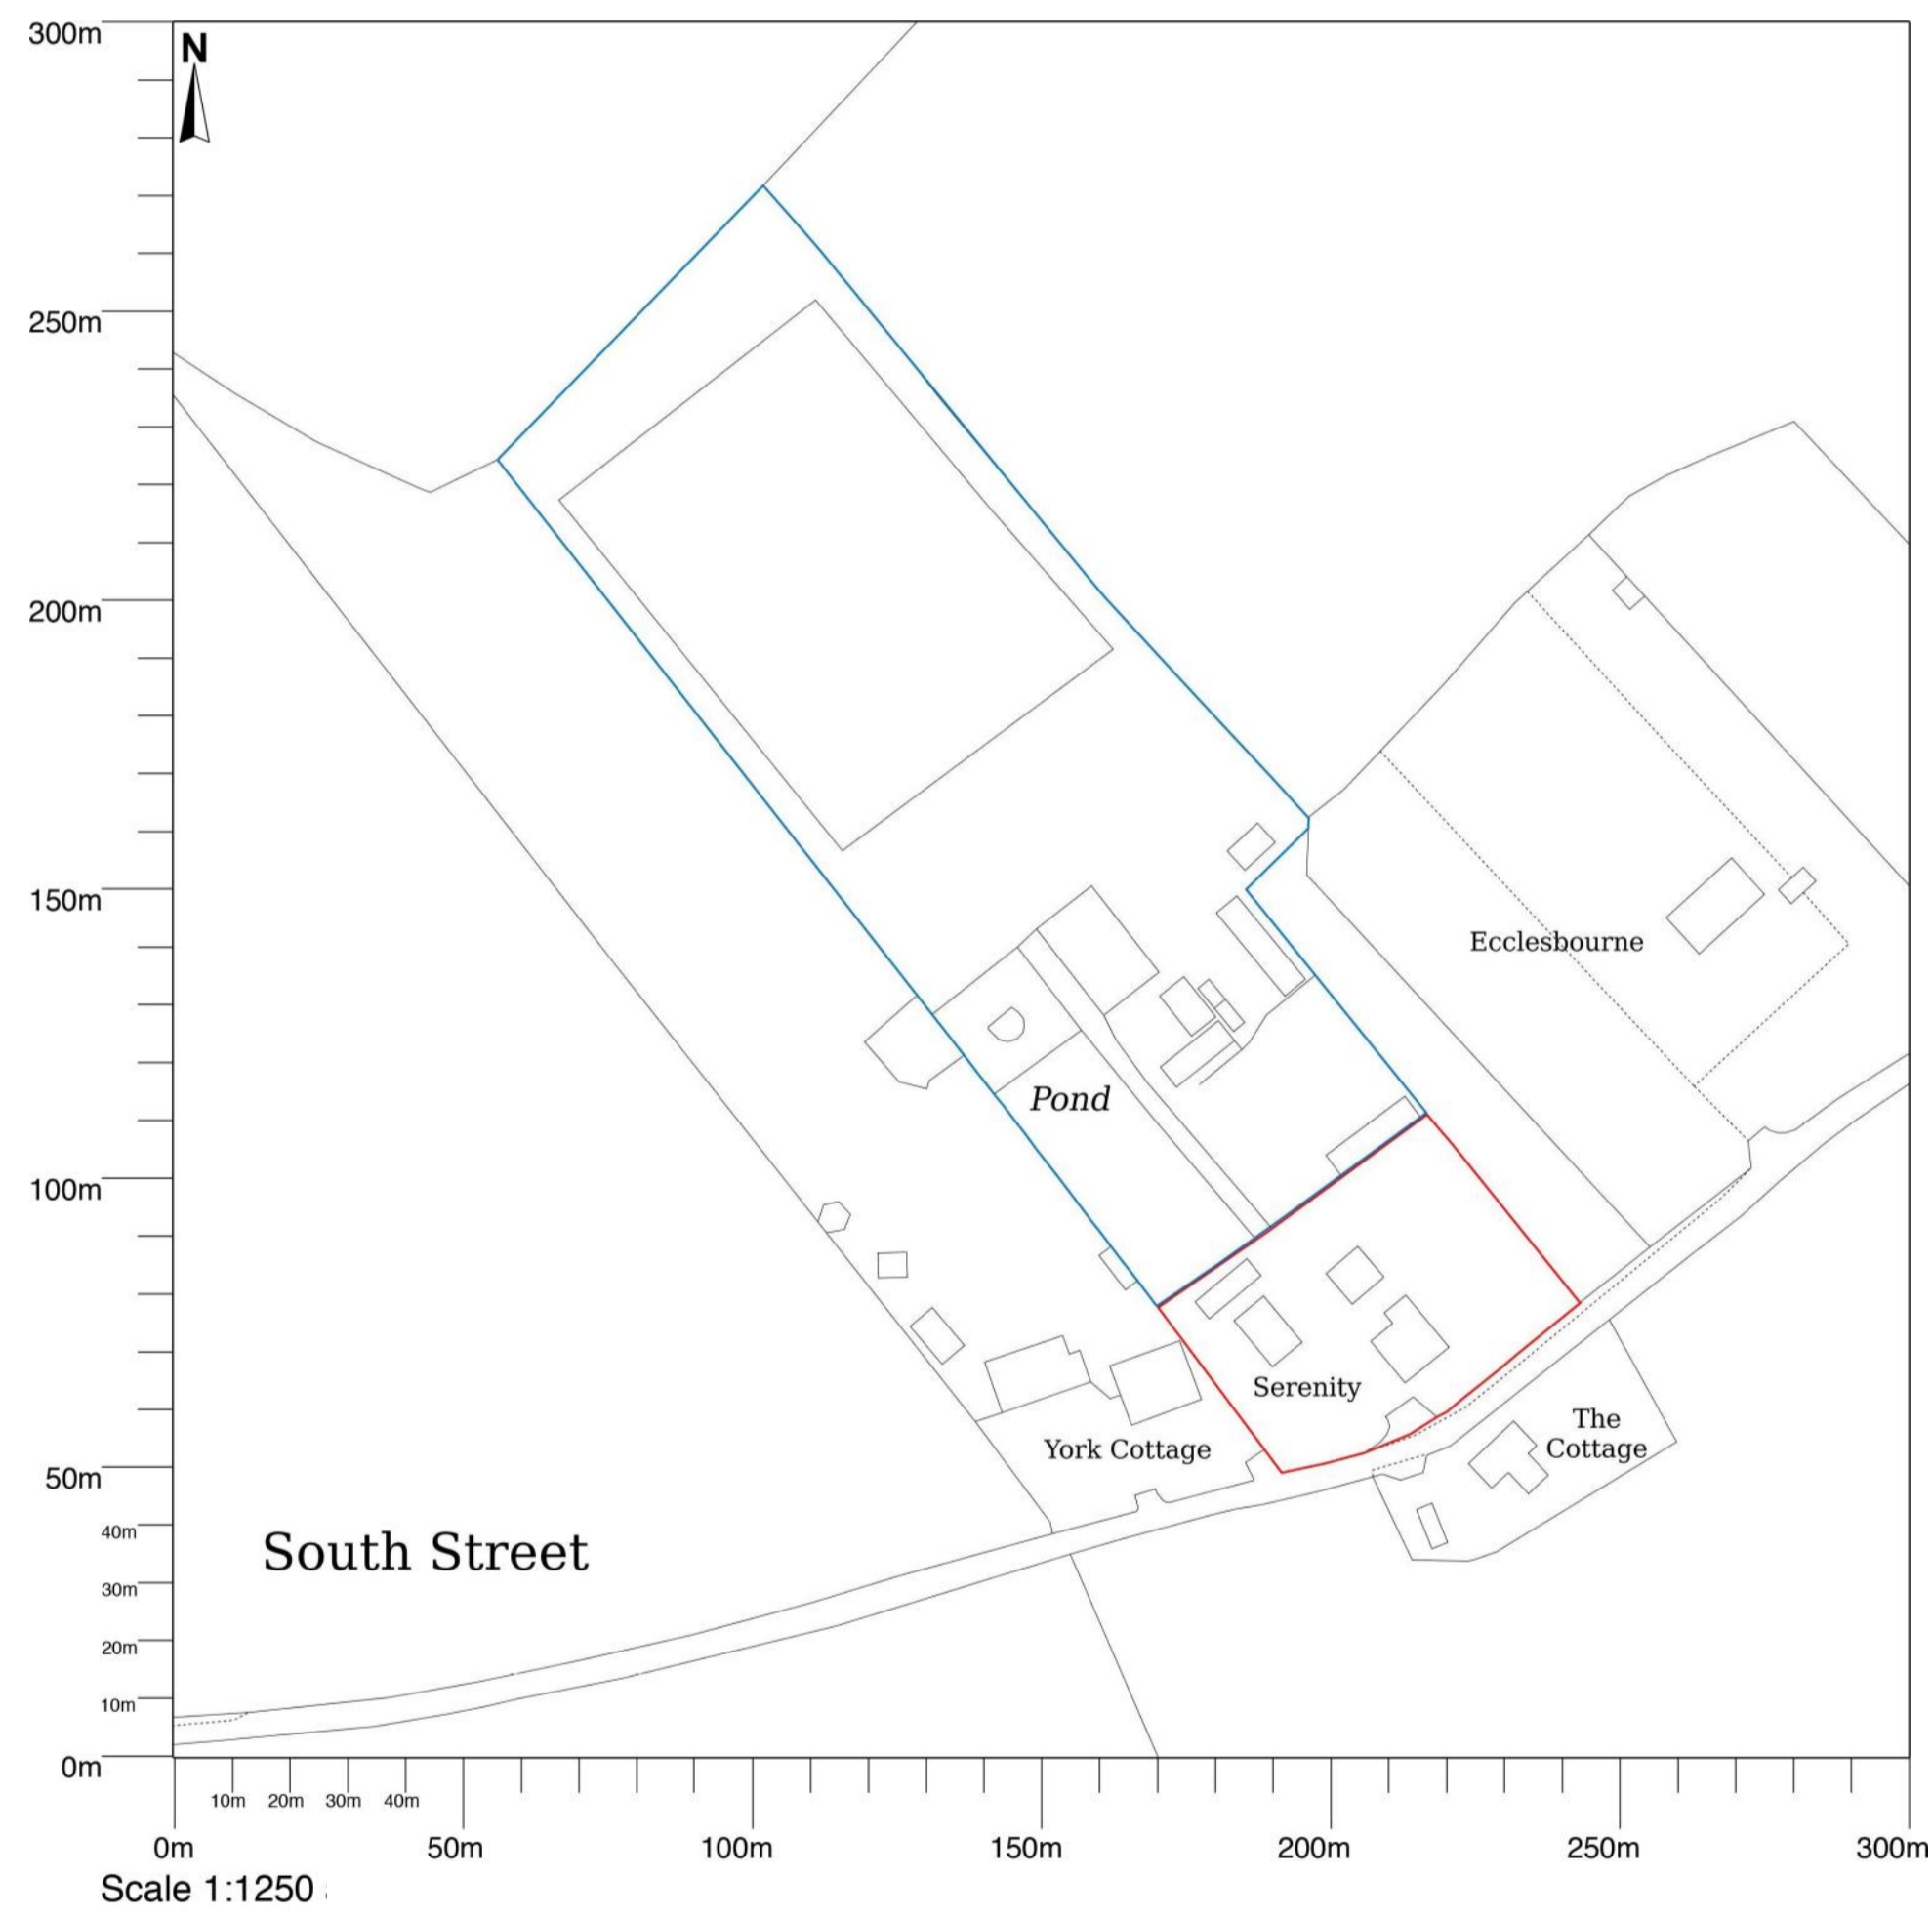 300m
N
250m
200m
150m
Ecclesbourne
Pond
100m
Serenity
The
Cottage
York Cottage
50m
40m
South Street
30m
20m
10m
0m
10m 20m 30m 40m
0m 50m 100m 150m 200m 250m 300m
Scale 1:1250